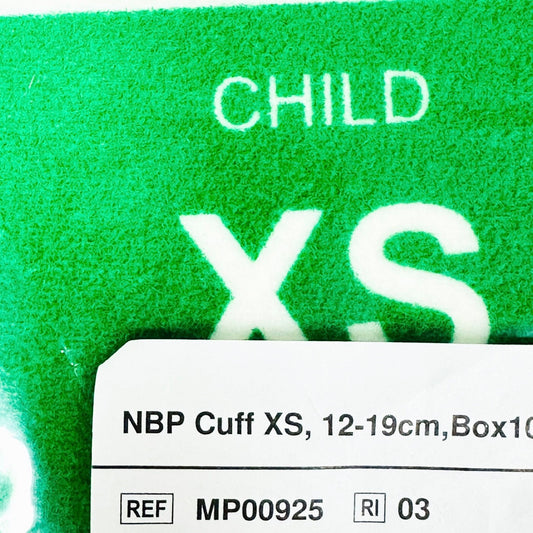 CHILD
XS
NBP Cuff XS, 12-19cm,Box10
REF MP00925 RI 03